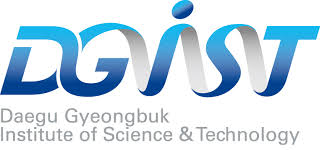 DGIST
Daegu Gyeongbuk
Institute of Science & Technology